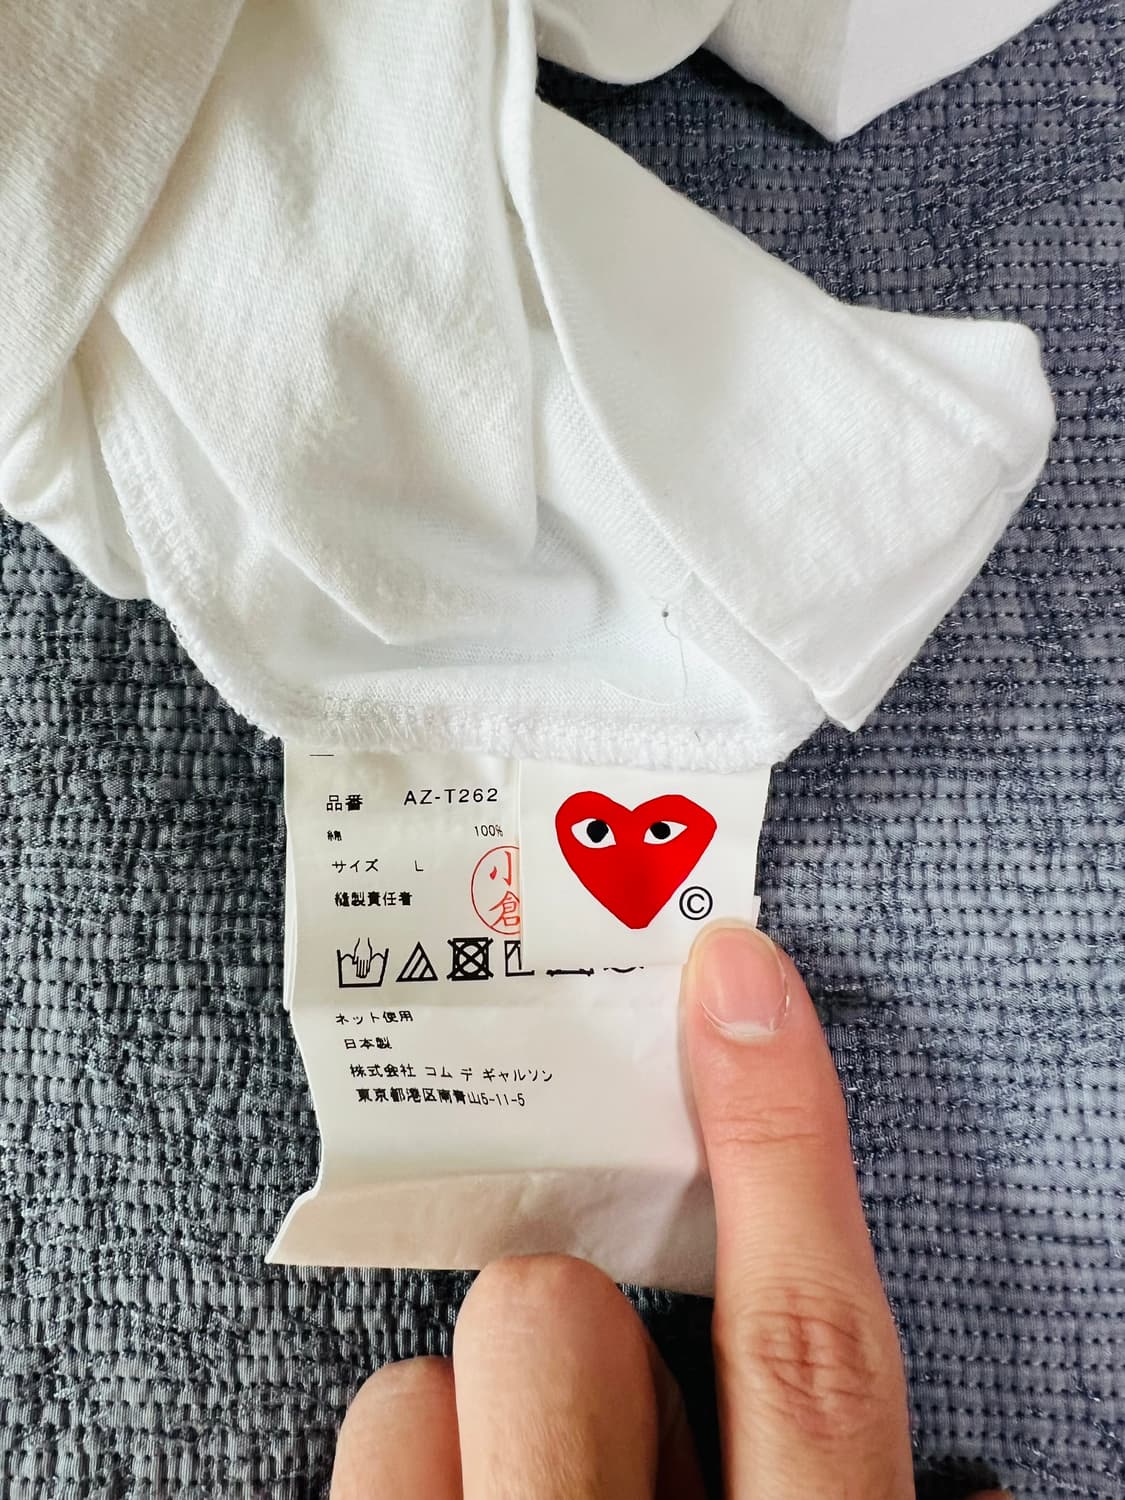 品番 AZ-T262
綿 100%
サイズ L
縫製責任者
小倉
©
ネット使用
日本製
株式会社 コム デ ギャルソン
東京都港区南青山5-11-5